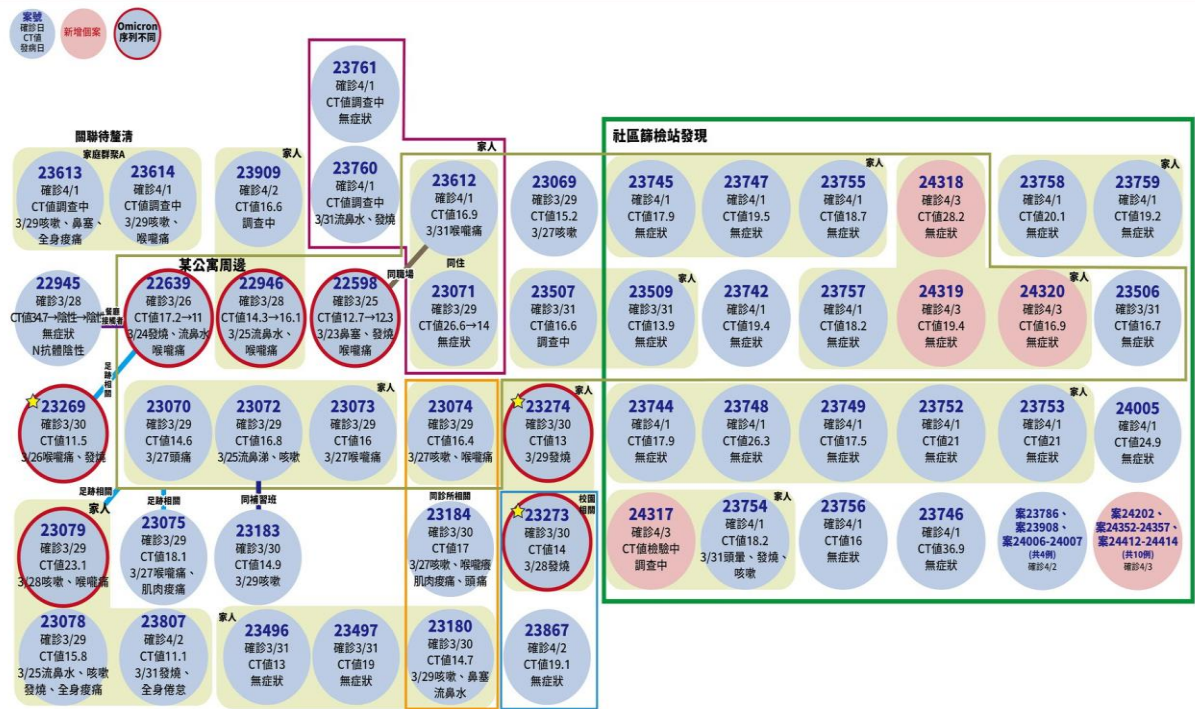 案號
確診日
CT值
發病日
新增個案
Omicron
序列不同
23761
確診4/1
CT值調查中
無症狀
關聯待釐清
家庭群聚A
23613
確診4/1
CT值調查中
3/29咳嗽、鼻塞、
全身痠痛
23614
確診4/1
CT值調查中
3/29咳嗽、
喉嚨痛
家人
23909
確診4/2
CT值16.6
調查中
23760
確診4/1
CT值調查中
3/31流鼻水、發燒
家人
23612
確診4/1
CT值16.9
3/31喉嚨痛
23069
確診3/29
CT值15.2
3/27咳嗽
社區篩檢站發現
23745
確診4/1
CT值17.9
無症狀
23747
確診4/1
CT值19.5
無症狀
家人
23755
確診4/1
CT值18.7
無症狀
24318
確診4/3
CT值28.2
無症狀
23758
確診4/1
CT值20.1
無症狀
家人
23759
確診4/1
CT值19.2
無症狀
22945
確診3/28
CT值34.7→陰性→陰性
無症狀
N抗體陰性
餐廳
接觸者
某公寓周邊
22639
確診3/26
CT值17.2→11
3/24發燒、流鼻水
喉嚨痛
22946
確診3/28
CT值14.3→16.1
3/25流鼻水、
喉嚨痛
22598
確診3/25
CT值12.7→12.3
3/23鼻塞、發燒
喉嚨痛
同職場
同住
23071
確診3/29
CT值26.6→14
無症狀
23507
確診3/31
CT值16.6
調查中
家人
23509
確診3/31
CT值13.9
無症狀
23742
確診4/1
CT值19.4
無症狀
23757
確診4/1
CT值18.2
無症狀
24319
確診4/3
CT值19.4
無症狀
家人
24320
確診4/3
CT值16.9
無症狀
23506
確診3/31
CT值16.7
無症狀
足跡相關
23269
確診3/30
CT值11.5
3/26喉嚨痛、發燒
23070
確診3/29
CT值14.6
3/27頭痛
23072
確診3/29
CT值16.8
3/25流鼻涕、咳嗽
家人
23073
確診3/29
CT值16
3/27喉嚨痛
23074
確診3/29
CT值16.4
3/27咳嗽、喉嚨痛
家人
23274
確診3/30
CT值13
3/29發燒
23744
確診4/1
CT值17.9
無症狀
23748
確診4/1
CT值26.3
無症狀
23749
確診4/1
CT值17.5
無症狀
23752
確診4/1
CT值21
無症狀
家人
23753
確診4/1
CT值21
無症狀
24005
確診4/1
CT值24.9
無症狀
足跡相關
家人
23079
確診3/29
CT值23.1
3/28咳嗽、喉嚨痛
足跡相關
23075
確診3/29
CT值18.1
3/27喉嚨痛、
肌肉痠痛
同補習班
23183
確診3/30
CT值14.9
3/29咳嗽
同診所相關
23184
確診3/30
CT值17
3/27咳嗽、喉嚨癢
肌肉痠痛、頭痛
校園
相關
23273
確診3/30
CT值14
3/28發燒
24317
確診4/3
CT值檢驗中
調查中
家人
23754
確診4/1
CT值18.2
3/31頭暈、發燒、
咳嗽
23756
確診4/1
CT值16
無症狀
23746
確診4/1
CT值36.9
無症狀
案23786、
案23908、
案24006-24007
(共4例)
確診4/2
案24202、
案24352-24357、
案24412-24414
(共10例)
確診4/3
23078
確診3/29
CT值15.8
3/25流鼻水、咳嗽
發燒、全身痠痛
23807
確診4/2
CT值11.1
3/31發燒、
全身倦怠
家人
23496
確診3/31
CT值13
無症狀
23497
確診3/31
CT值19
無症狀
23180
確診3/30
CT值14.7
3/29咳嗽、鼻塞
流鼻水
23867
確診4/2
CT值19.1
無症狀